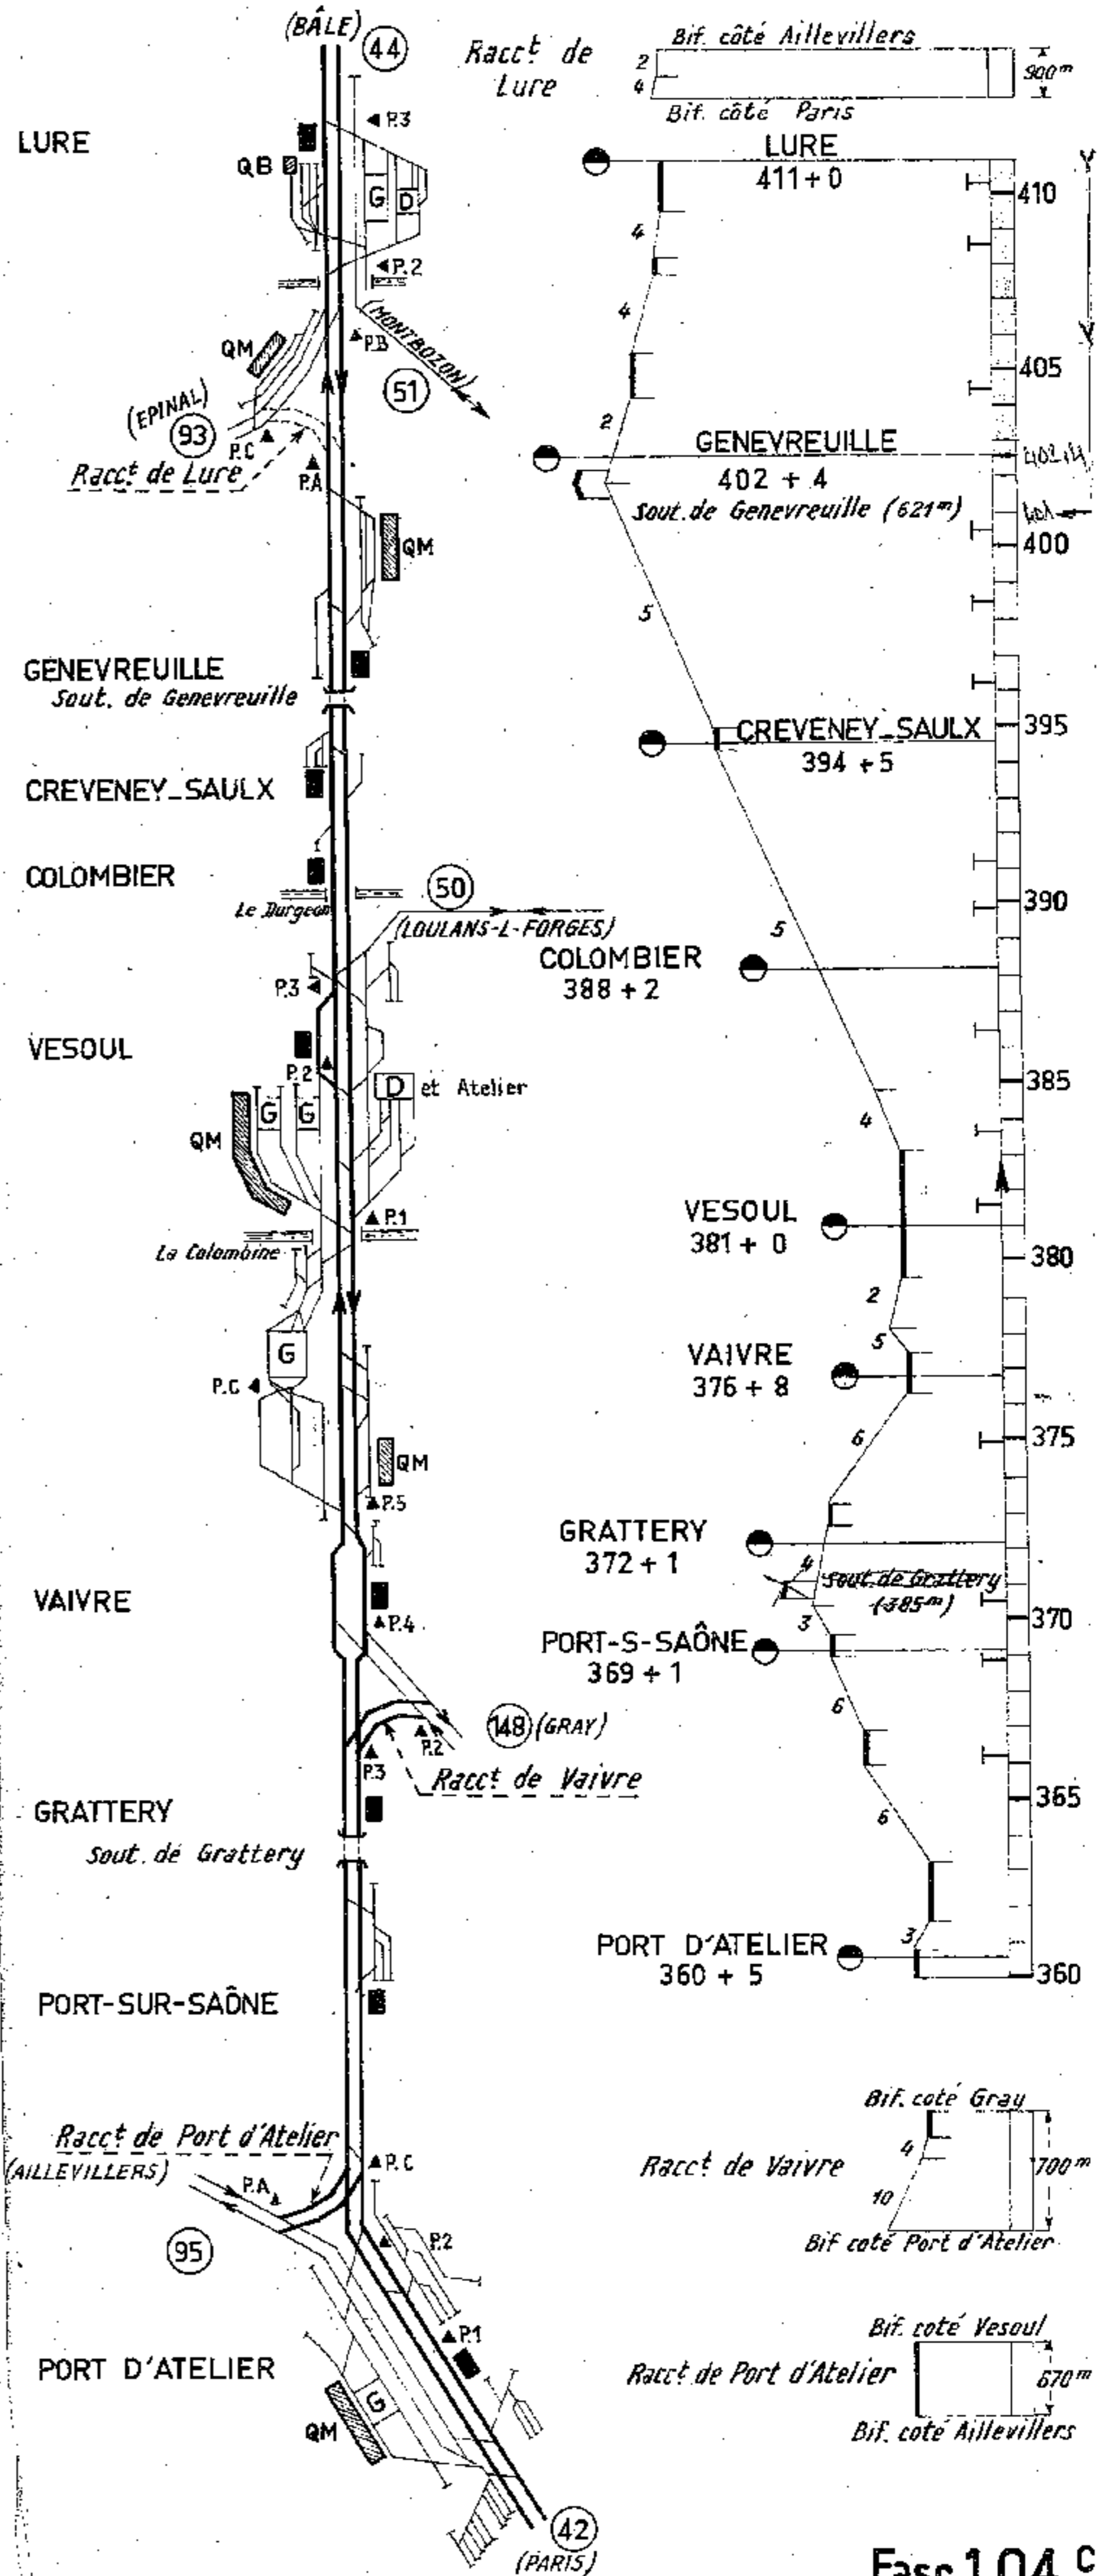 (BÂLE)
44
LURE
P.3
QB
G
D
P.2
QM
P.B
(MONTBOZON)
51
(EPINAL)
93
P.C
Racc.t de Lure
P.A
QM
GENEVREUILLE
Sout. de Genevreuille
CREVENEY_SAULX
COLOMBIER
Le Durgeon
50
(LOULANS-L-FORGES)
P.3
VESOUL
P.2
D et Atelier
G
G
QM
P.1
La Colombine
G
P.C
QM
P.5
VAIVRE
P.4
148 (GRAY)
P.2
P.3
Racc.t de Vaivre
GRATTERY
Sout. de Grattery
PORT-SUR-SAÔNE
Racc.t de Port d'Atelier
(AILLEVILLERS)
P.A
P.C
95
P.2
P.1
PORT D'ATELIER
G
QM
42
(PARIS)
Racc.t de
Lure
Bif. côté Aillevillers
2
4
900m
Bif. côté Paris
LURE
411+0
410
4
4
405
2
GENEVREUILLE
402 + 4
402,4
Sout. de Genevreuille (621m)
401
400
5
395
CREVENEY_SAULX
394 + 5
390
5
COLOMBIER
388 + 2
385
4
VESOUL
381 + 0
380
2
5
VAIVRE
376 + 8
375
6
GRATTERY
372 + 1
4
Sout. de Grattery
(385m)
370
3
PORT-S-SAÔNE
369 + 1
6
365
6
3
PORT D'ATELIER
360 + 5
360
Bif. coté Gray
4
Racc.t de Vaivre
700m
10
Bif coté Port d'Atelier
Bif. coté Vesoul
Racc.t de Port d'Atelier
670m
Bif. coté Aillevillers
Fasc 104 C